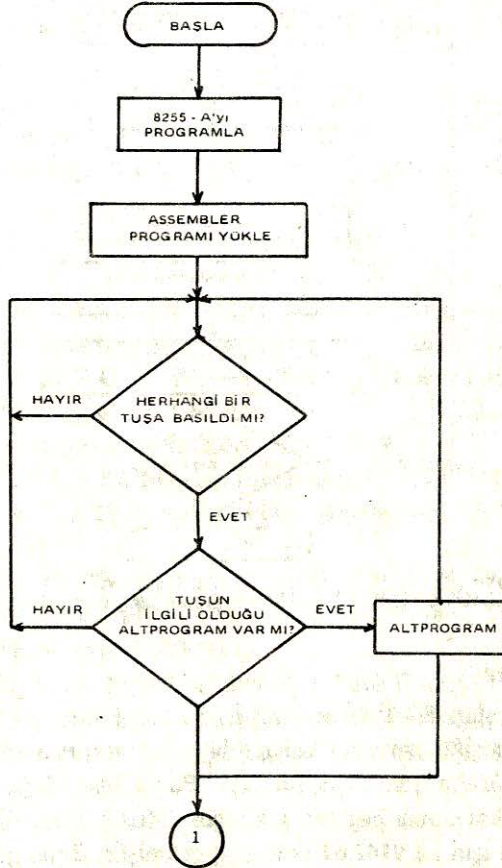 BAŞLA
8255 - A'yı
PROGRAMLA
ASSEMBLER
PROGRAMI YÜKLE
HAYIR
HERHANGİ BİR
TUŞA BASILDI MI?
EVET
HAYIR
TUŞUN
İLGİLİ OLDUĞU
ALTPROGRAM VAR MI?
EVET
ALTPROGRAM
1